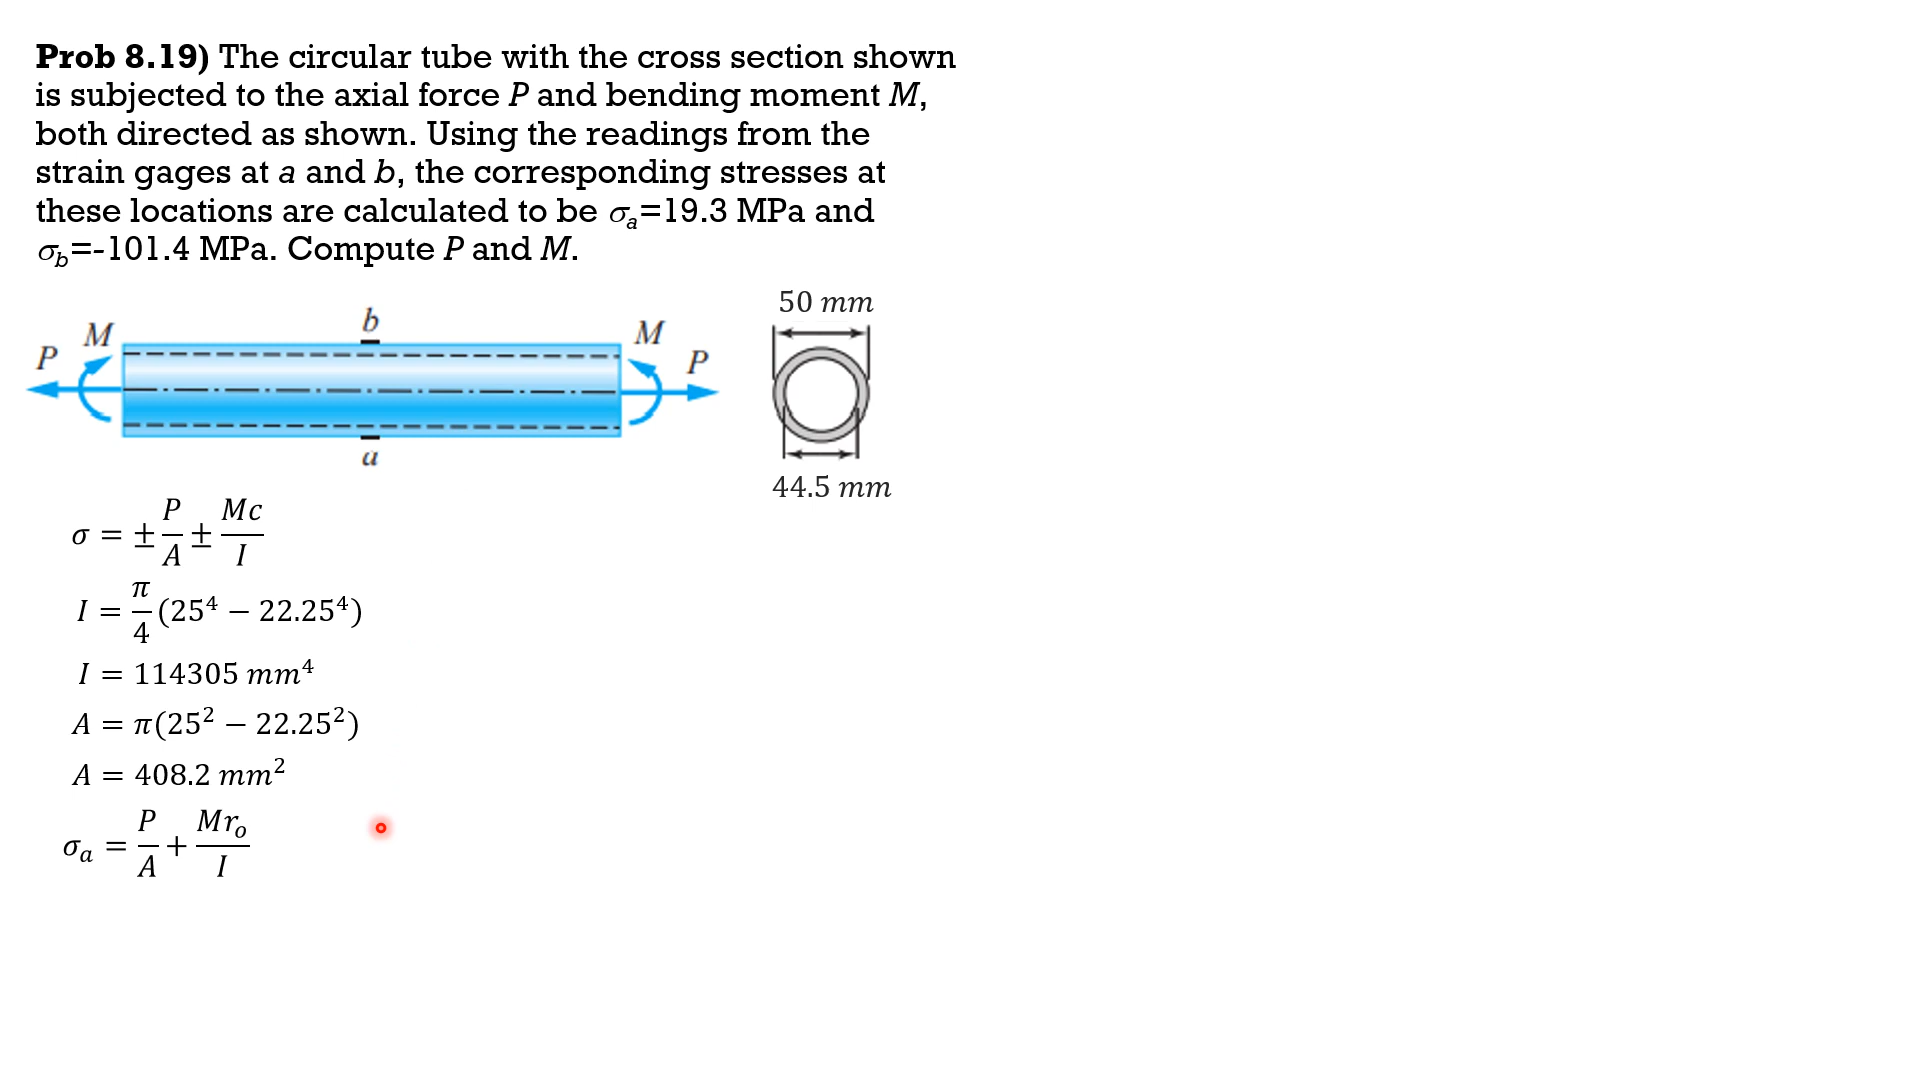 Prob 8.19) The circular tube with the cross section shown
is subjected to the axial force P and bending moment M,
both directed as shown. Using the readings from the
strain gages at a and b, the corresponding stresses at
these locations are calculated to be σₐ=19.3 MPa and
σ_b=-101.4 MPa. Compute P and M.
50 mm
b
M
M
P
P
a
44.5 mm
σ = ± P/A ± Mc/I
I = π/4 (25⁴ − 22.25⁴)
I = 114305 mm⁴
A = π(25² − 22.25²)
A = 408.2 mm²
σₐ = P/A + Mrₒ/I